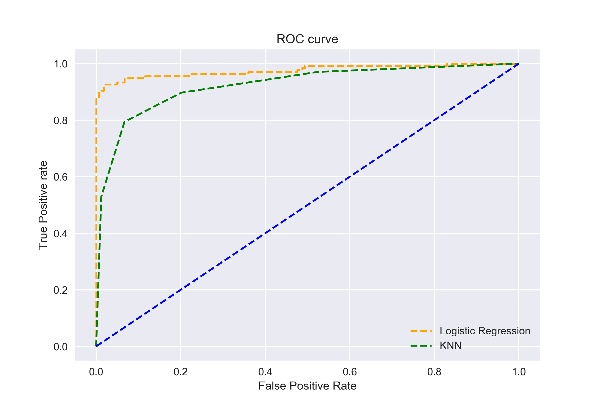 ROC curve
1.0
0.8
0.6
0.4
0.2
0.0
True Positive rate
Logistic Regression
KNN
0.0 0.2 0.4 0.6 0.8 1.0
False Positive Rate